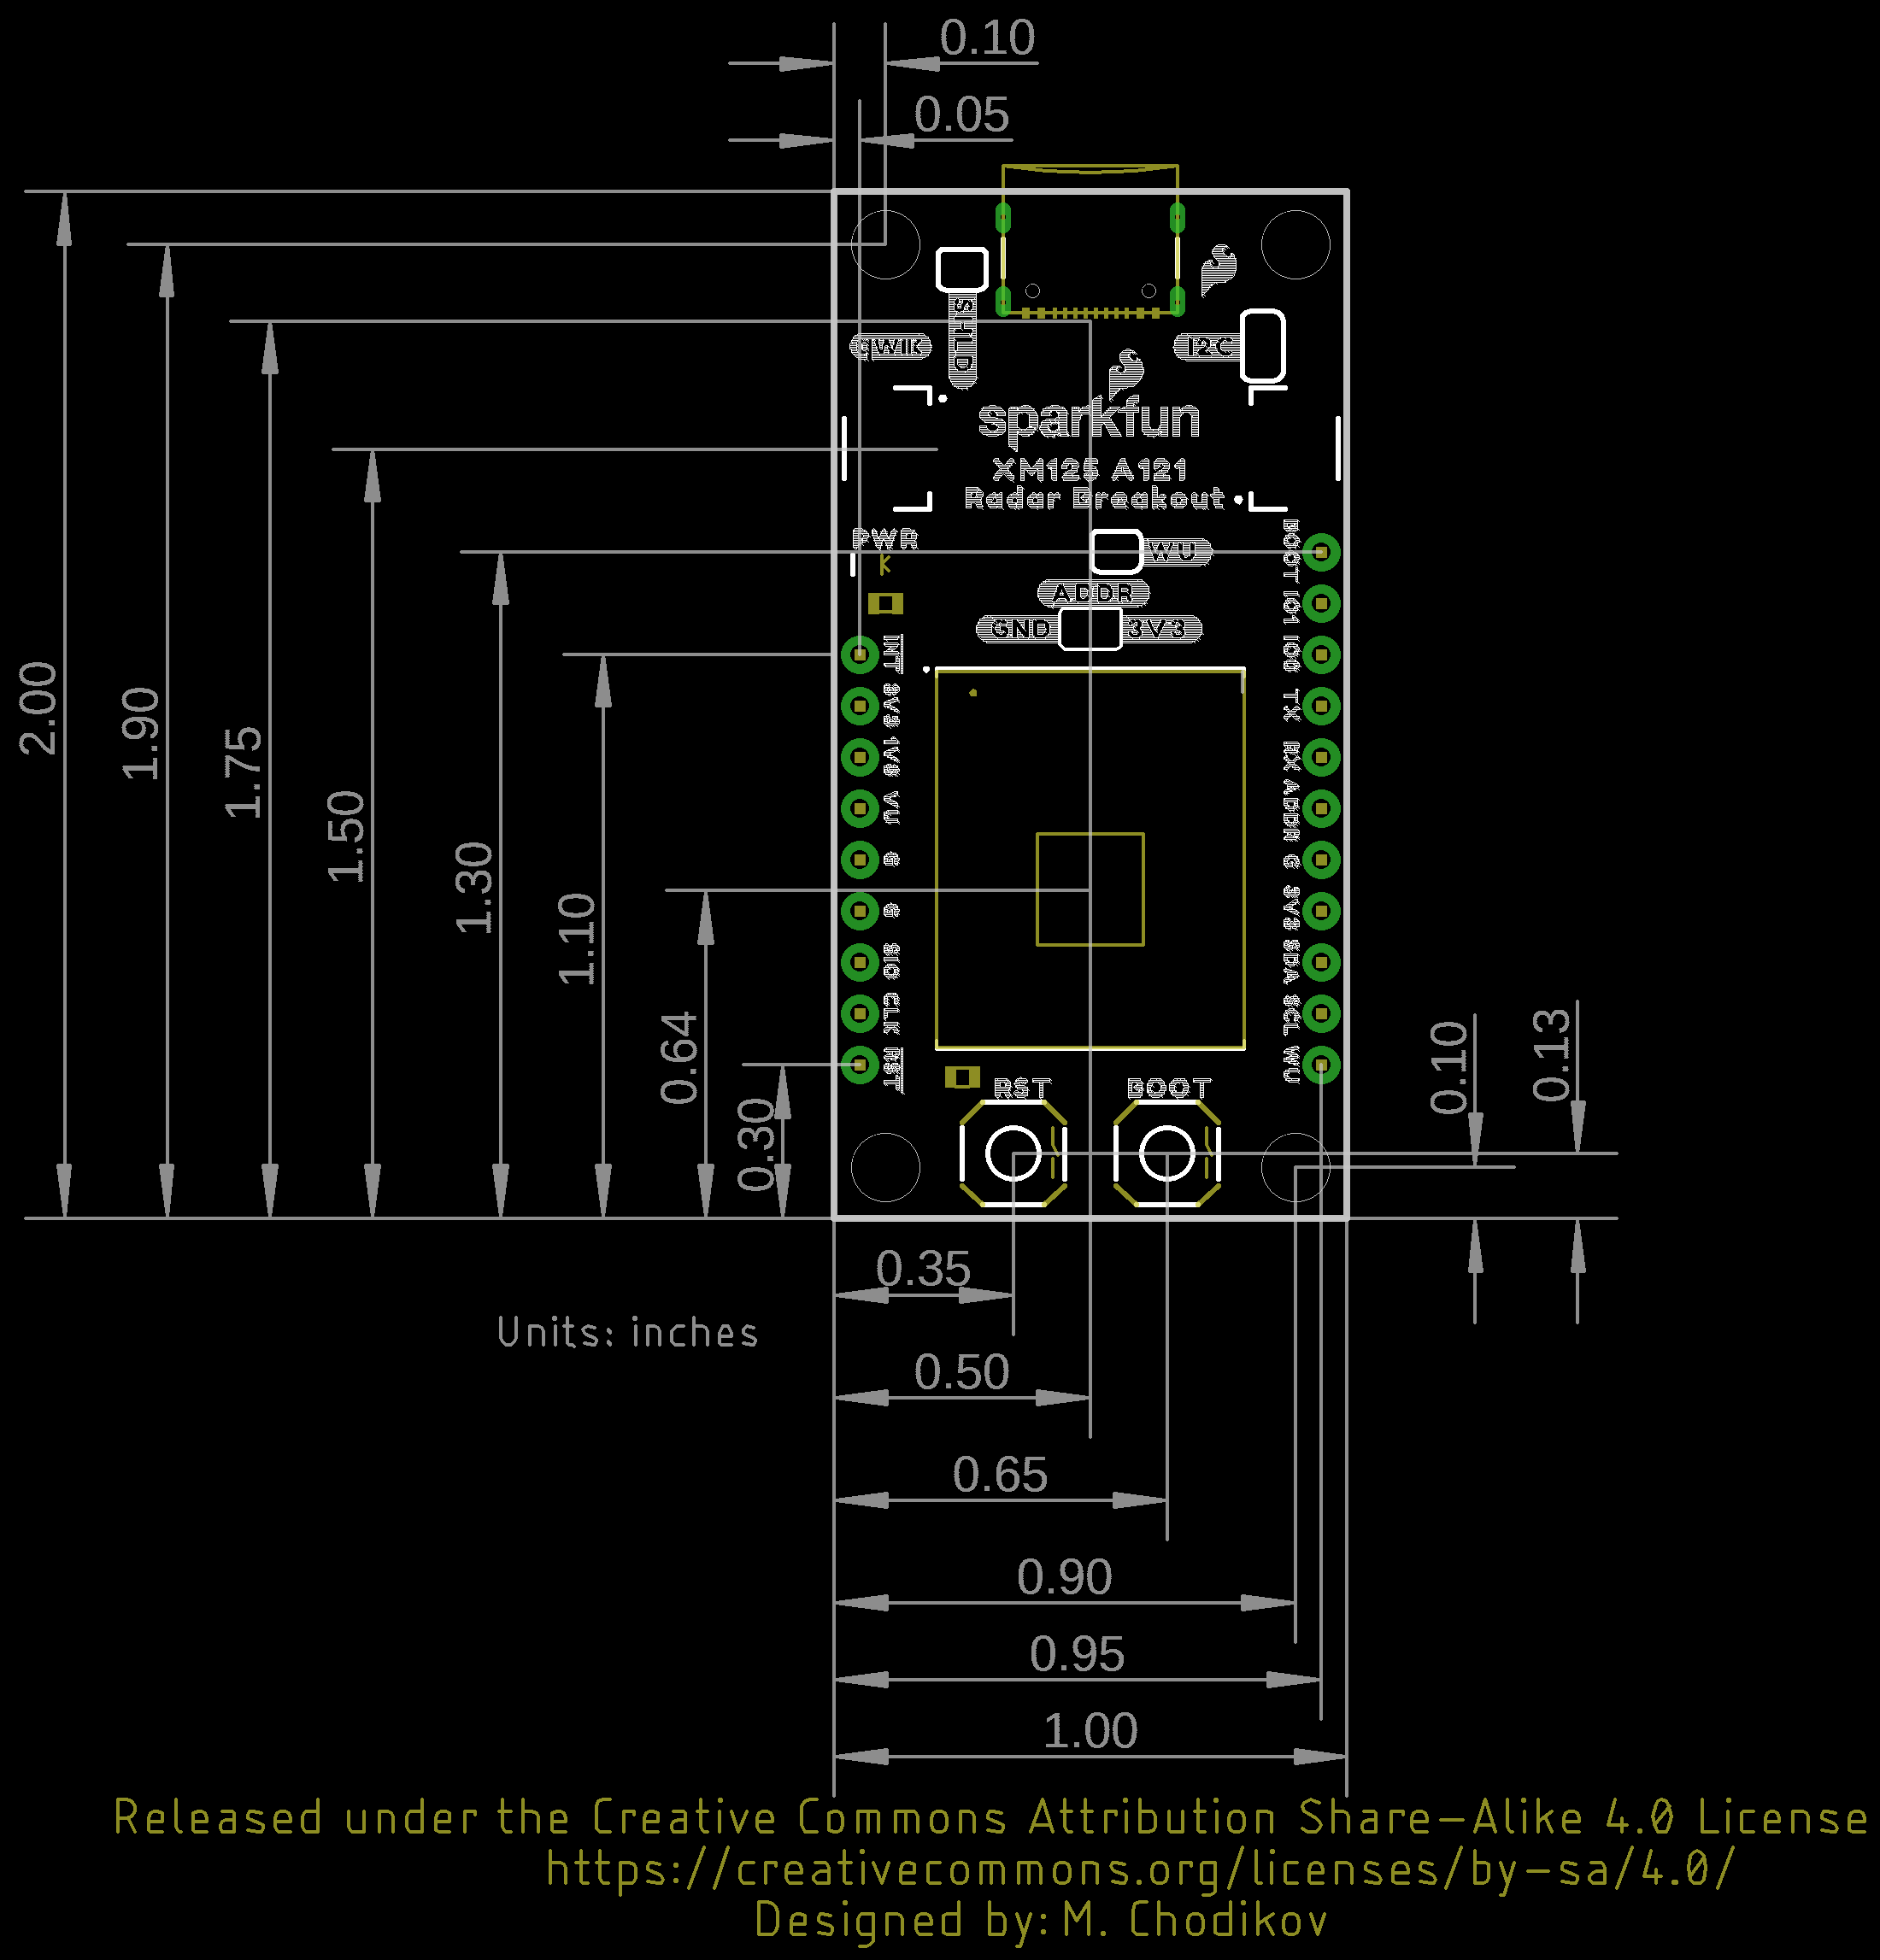 0.10
0.05
SHLD
QWIK
I2C
sparkfun
XM125 A121
Radar Breakout
PWR
K
WU
ADDR
GND 3V3
INT
3V3
1V8
VU
G
G
SIO
CLK
RST
BOOT
IO1
IO0
TX
RX
ADDR
G
3V3
SDA
SCL
WU
RST
BOOT
2.00
1.90
1.75
1.50
1.30
1.10
0.64
0.30
0.10
0.13
0.35
Units: inches
0.50
0.65
0.90
0.95
1.00
Released under the Creative Commons Attribution Share-Alike 4.0 License
https://creativecommons.org/licenses/by-sa/4.0/
Designed by: M. Chodikov